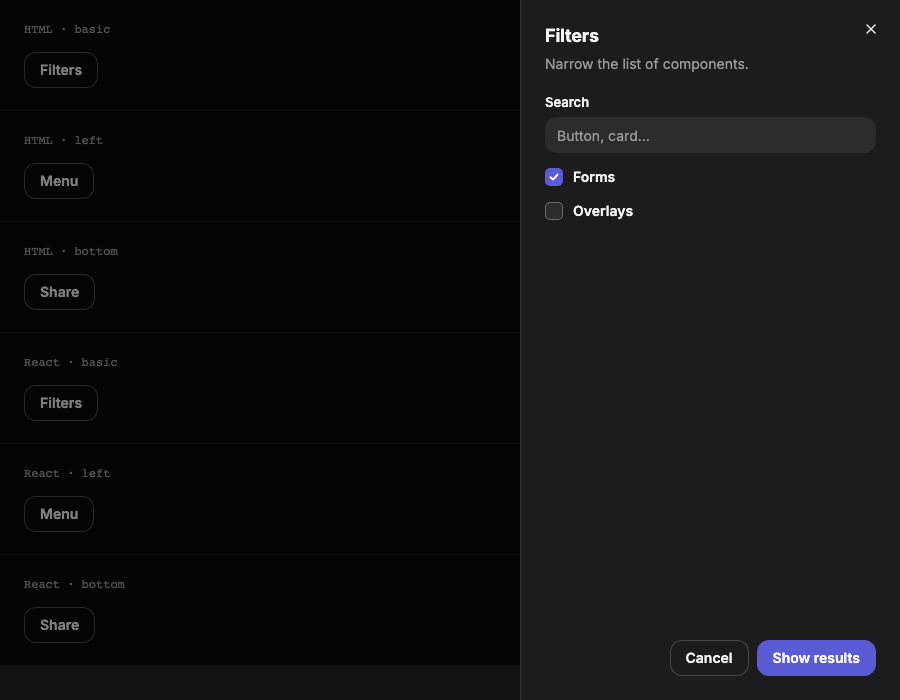 HTML · basic
Filters
HTML · left
Menu
HTML · bottom
Share
React · basic
Filters
React · left
Menu
React · bottom
Share
Filters
Narrow the list of components.
Search
Button, card...
Forms
Overlays
Cancel
Show results